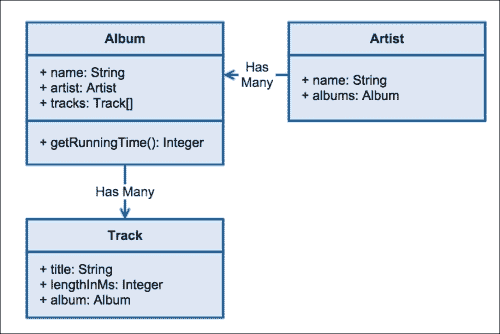 Album
+ name: String
+ artist: Artist
+ tracks: Track[]
+ getRunningTime(): Integer
Has
Many
Artist
+ name: String
+ albums: Album
Has Many
Track
+ title: String
+ lengthInMs: Integer
+ album: Album